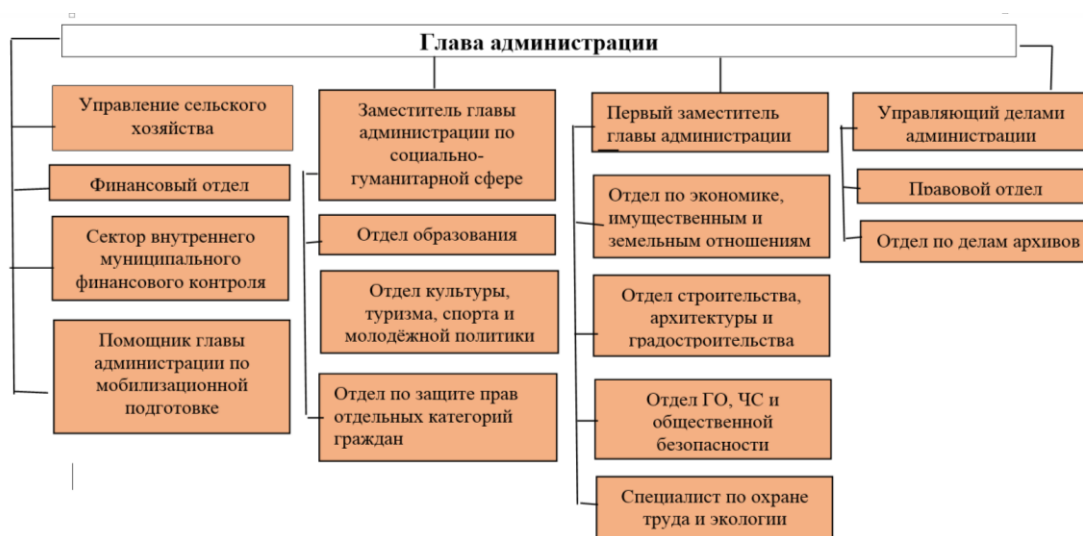 Глава администрации
Управление сельского
хозяйства
Финансовый отдел
Сектор внутреннего
муниципального
финансового контроля
Помощник главы
администрации по
мобилизационной
подготовке
Заместитель главы
администрации по
социально-
гуманитарной сфере
Отдел образования
Отдел культуры,
туризма, спорта и
молодёжной политики
Отдел по защите прав
отдельных категорий
граждан
Первый заместитель
главы администрации
Отдел по экономике,
имущественным и
земельным отношениям
Отдел строительства,
архитектуры и
градостроительства
Отдел ГО, ЧС и
общественной
безопасности
Специалист по охране
труда и экологии
Управляющий делами
администрации
Правовой отдел
Отдел по делам архивов